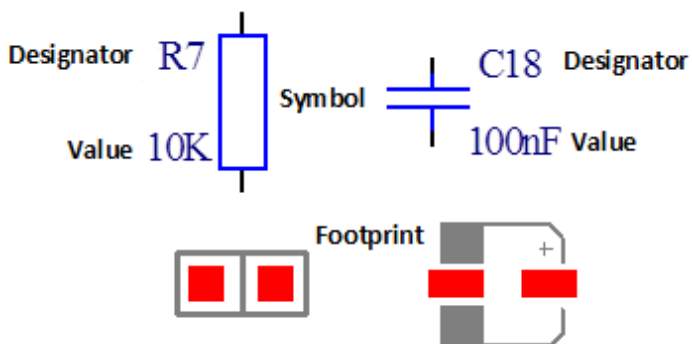 Designator R7
Symbol
Value 10K
C18 Designator
100nF Value
Footprint
+